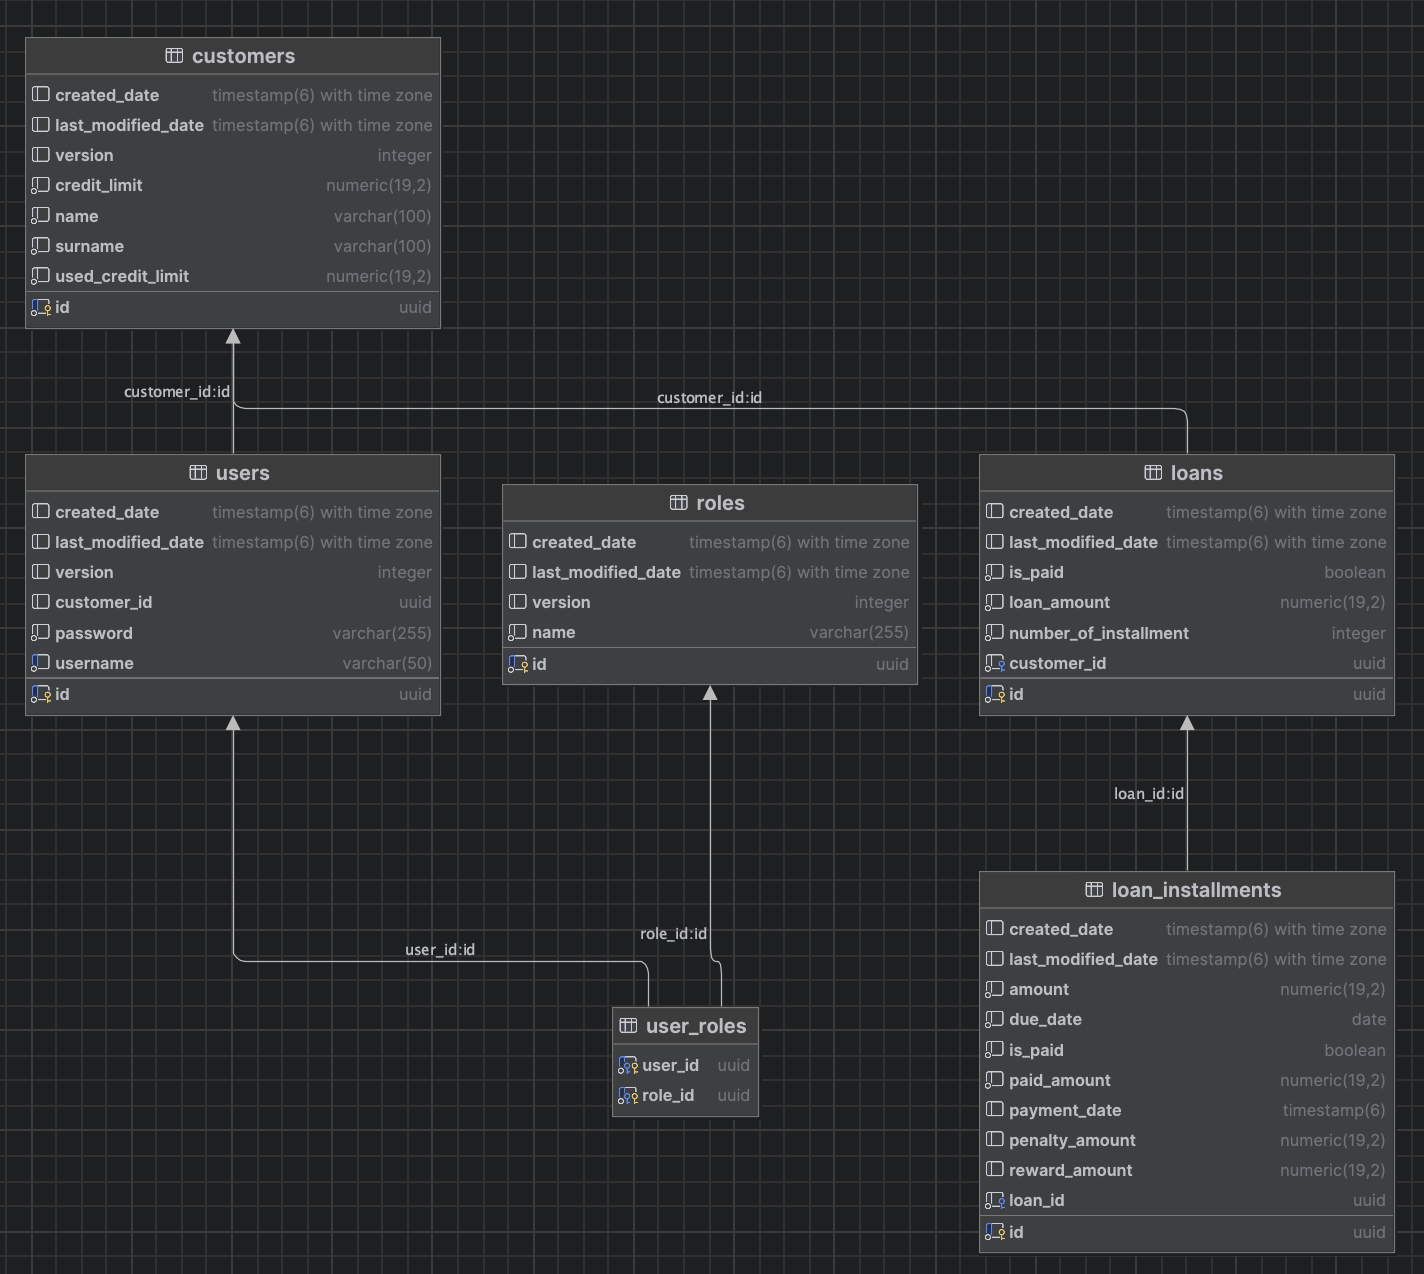 customers
created_date timestamp(6) with time zone
last_modified_date timestamp(6) with time zone
version integer
credit_limit numeric(19,2)
name varchar(100)
surname varchar(100)
used_credit_limit numeric(19,2)
id uuid
customer_id:id
customer_id:id
users
created_date timestamp(6) with time zone
last_modified_date timestamp(6) with time zone
version integer
customer_id uuid
password varchar(255)
username varchar(50)
id uuid
roles
created_date timestamp(6) with time zone
last_modified_date timestamp(6) with time zone
version integer
name varchar(255)
id uuid
loans
created_date timestamp(6) with time zone
last_modified_date timestamp(6) with time zone
is_paid boolean
loan_amount numeric(19,2)
number_of_installment integer
customer_id uuid
id uuid
loan_id:id
role_id:id
user_id:id
user_roles
user_id uuid
role_id uuid
loan_installments
created_date timestamp(6) with time zone
last_modified_date timestamp(6) with time zone
amount numeric(19,2)
due_date date
is_paid boolean
paid_amount numeric(19,2)
payment_date timestamp(6)
penalty_amount numeric(19,2)
reward_amount numeric(19,2)
loan_id uuid
id uuid